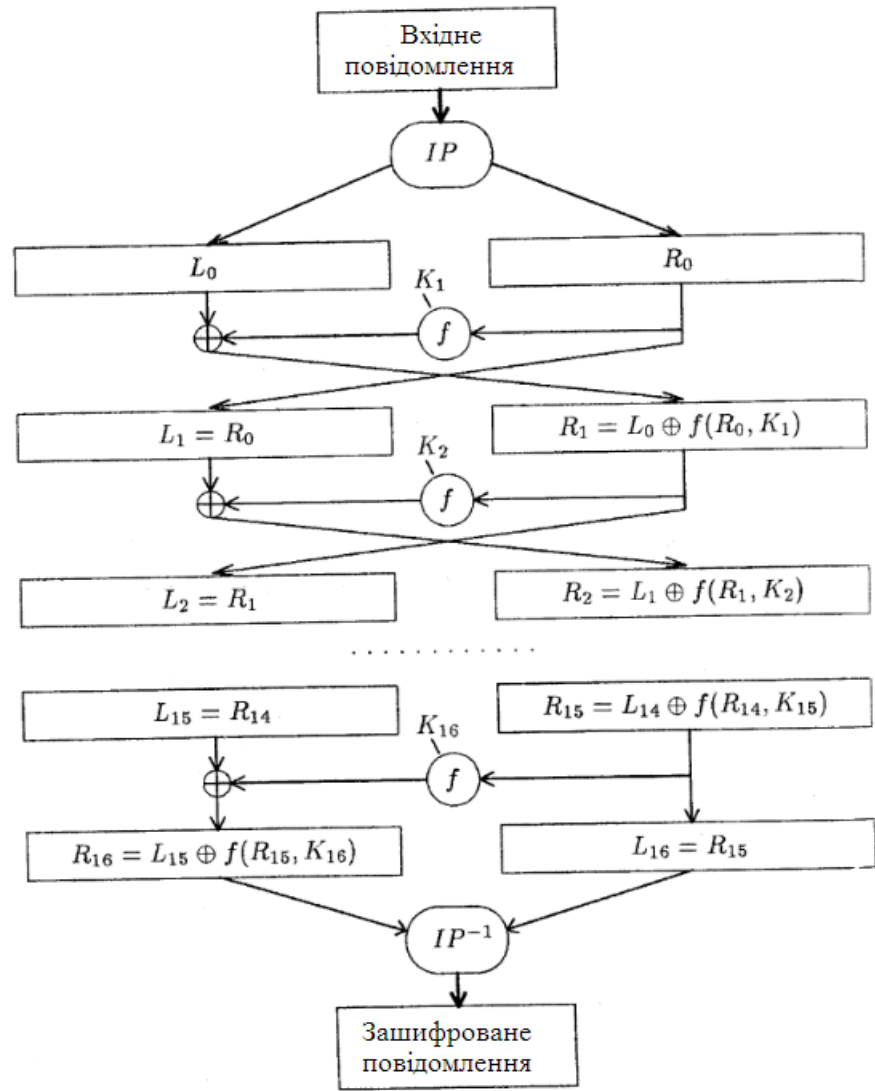 Вхідне
повідомлення
IP
L₀
R₀
K₁
f
L₁ = R₀
R₁ = L₀ ⊕ f(R₀, K₁)
K₂
f
L₂ = R₁
R₂ = L₁ ⊕ f(R₁, K₂)
. . . . . . . . . . . .
L₁₅ = R₁₄
R₁₅ = L₁₄ ⊕ f(R₁₄, K₁₅)
K₁₆
f
R₁₆ = L₁₅ ⊕ f(R₁₅, K₁₆)
L₁₆ = R₁₅
IP⁻¹
Зашифроване
повідомлення